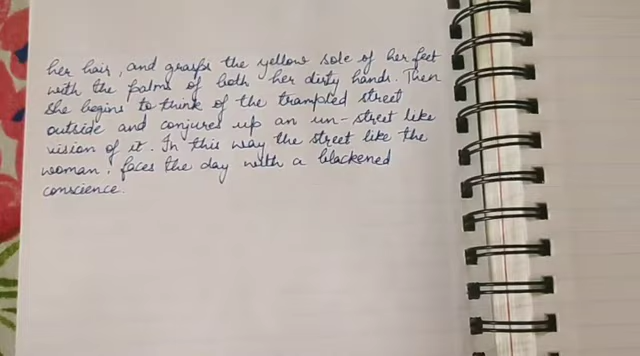 her hair, and grasps the yellow sole of her feet
with the palms of both her dirty hands. Then
she begins to think of the trampled street
outside and conjures up an un-street like
vision of it. In this way the street like the
woman, faces the day with a blackened
conscience.